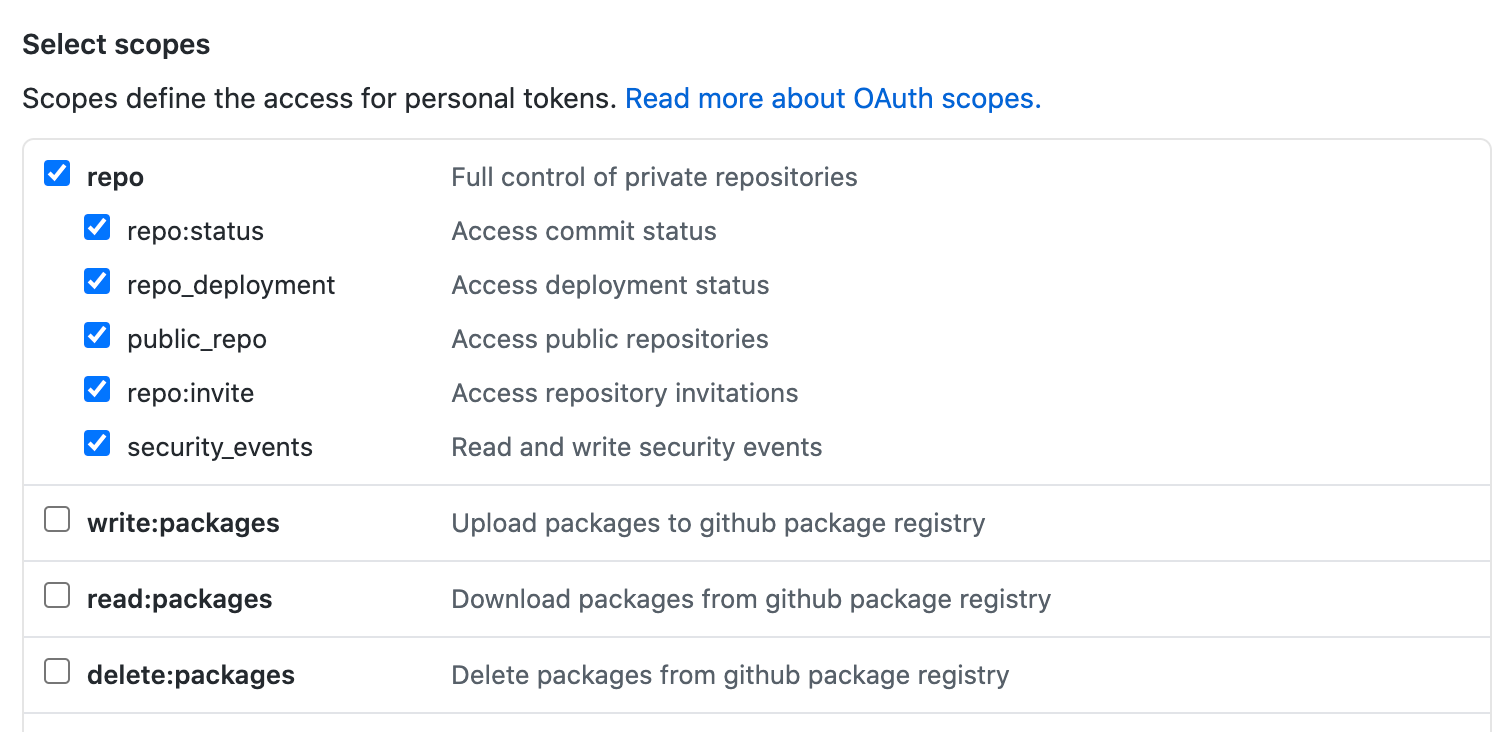 Select scopes
Scopes define the access for personal tokens. Read more about OAuth scopes.
repo Full control of private repositories
repo:status Access commit status
repo_deployment Access deployment status
public_repo Access public repositories
repo:invite Access repository invitations
security_events Read and write security events
write:packages Upload packages to github package registry
read:packages Download packages from github package registry
delete:packages Delete packages from github package registry